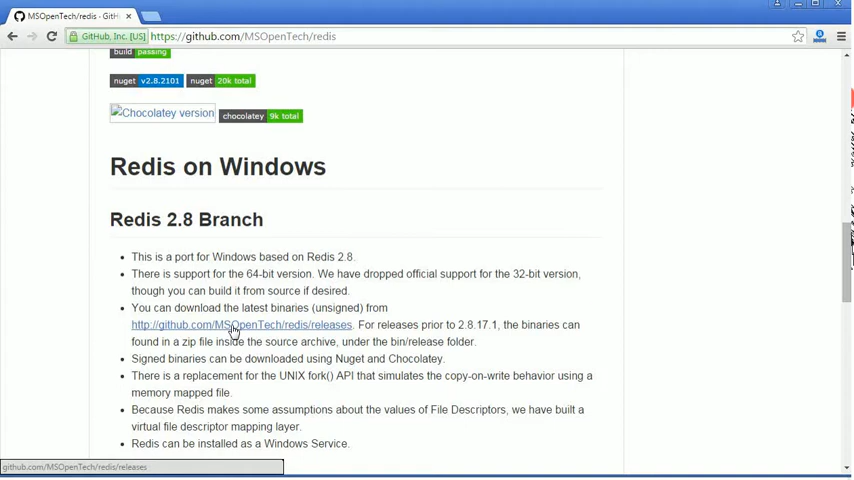 MSOpenTech/redis · GitH
GitHub, Inc. [US]
https://github.com/MSOpenTech/redis
build passing
nuget v2.8.2101 nuget 20k total
Chocolatey version chocolatey 9k total
Redis on Windows
Redis 2.8 Branch
• This is a port for Windows based on Redis 2.8.
• There is support for the 64-bit version. We have dropped official support for the 32-bit version,
though you can build it from source if desired.
• You can download the latest binaries (unsigned) from
http://github.com/MSOpenTech/redis/releases. For releases prior to 2.8.17.1, the binaries can
found in a zip file inside the source archive, under the bin/release folder.
• Signed binaries can be downloaded using Nuget and Chocolatey.
• There is a replacement for the UNIX fork() API that simulates the copy-on-write behavior using a
memory mapped file.
• Because Redis makes some assumptions about the values of File Descriptors, we have built a
virtual file descriptor mapping layer.
• Redis can be installed as a Windows Service.
github.com/MSOpenTech/redis/releases